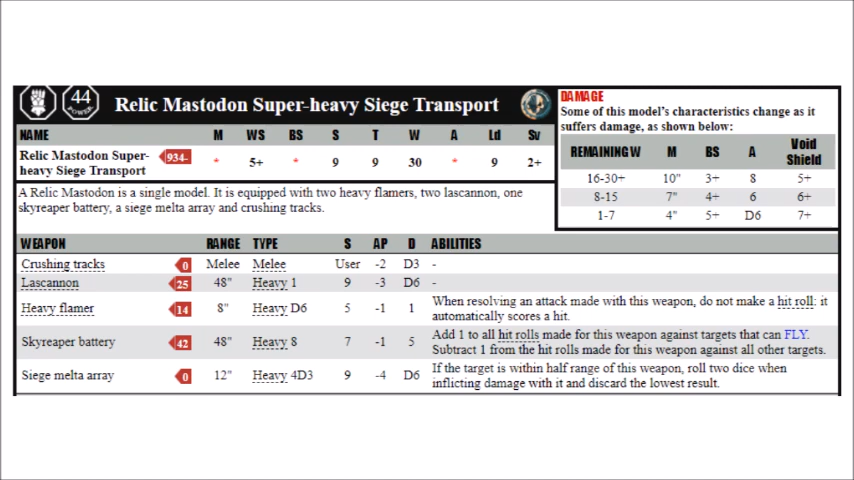 44
POWER
Relic Mastodon Super-heavy Siege Transport
NAME M WS BS S T W A Ld Sv
Relic Mastodon Super-heavy Siege Transport 934- * 5+ * 9 9 30 * 9 2+
DAMAGE
Some of this model's characteristics change as it
suffers damage, as shown below:
REMAINING W M BS A Void Shield
16-30+ 10" 3+ 8 5+
8-15 7" 4+ 6 6+
1-7 4" 5+ D6 7+
A Relic Mastodon is a single model. It is equipped with two heavy flamers, two lascannon, one
skyreaper battery, a siege melta array and crushing tracks.
WEAPON RANGE TYPE S AP D ABILITIES
Crushing tracks 0 Melee Melee User -2 D3 -
Lascannon 25 48" Heavy 1 9 -3 D6 -
Heavy flamer 14 8" Heavy D6 5 -1 1 When resolving an attack made with this weapon, do not make a hit roll: it
automatically scores a hit.
Skyreaper battery 42 48" Heavy 8 7 -1 5 Add 1 to all hit rolls made for this weapon against targets that can FLY.
Subtract 1 from the hit rolls made for this weapon against all other targets.
Siege melta array 0 12" Heavy 4D3 9 -4 D6 If the target is within half range of this weapon, roll two dice when
inflicting damage with it and discard the lowest result.